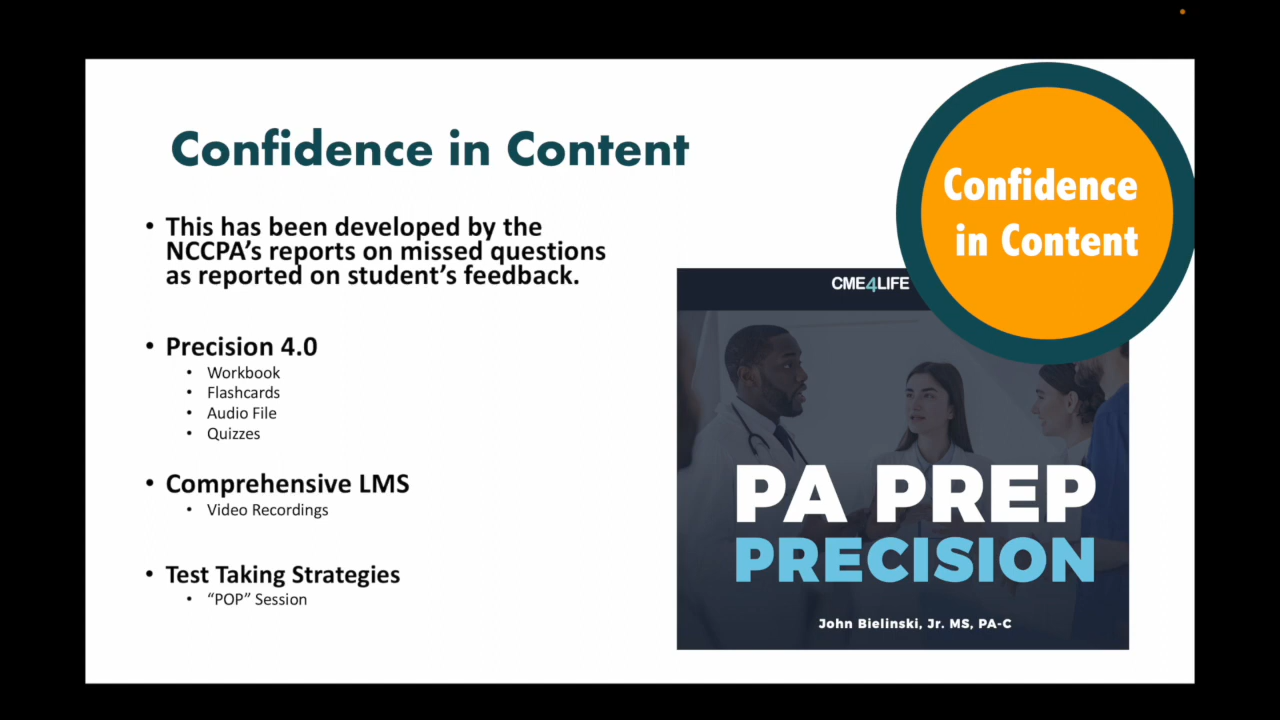 Confidence in Content
• This has been developed by the
NCCPA's reports on missed questions
as reported on student's feedback.
• Precision 4.0
• Workbook
• Flashcards
• Audio File
• Quizzes
• Comprehensive LMS
• Video Recordings
• Test Taking Strategies
• “POP” Session
Confidence
in Content
CME4LIFE
PA PREP
PRECISION
John Bielinski, Jr. MS, PA-C